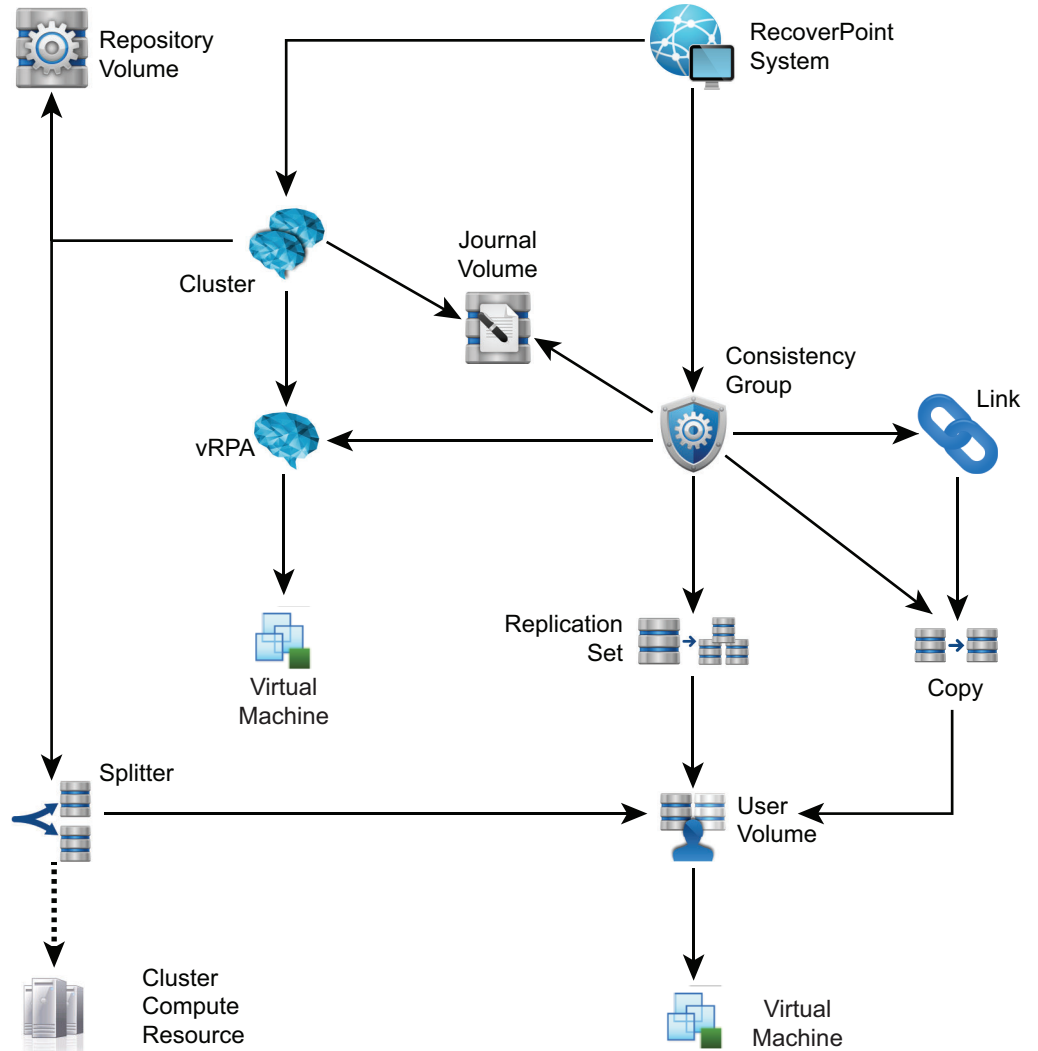 Repository
Volume
RecoverPoint
System
Cluster
Journal
Volume
Consistency
Group
Link
vRPA
Replication
Set
Virtual
Machine
Copy
Splitter
User
Volume
Cluster
Compute
Resource
Virtual
Machine